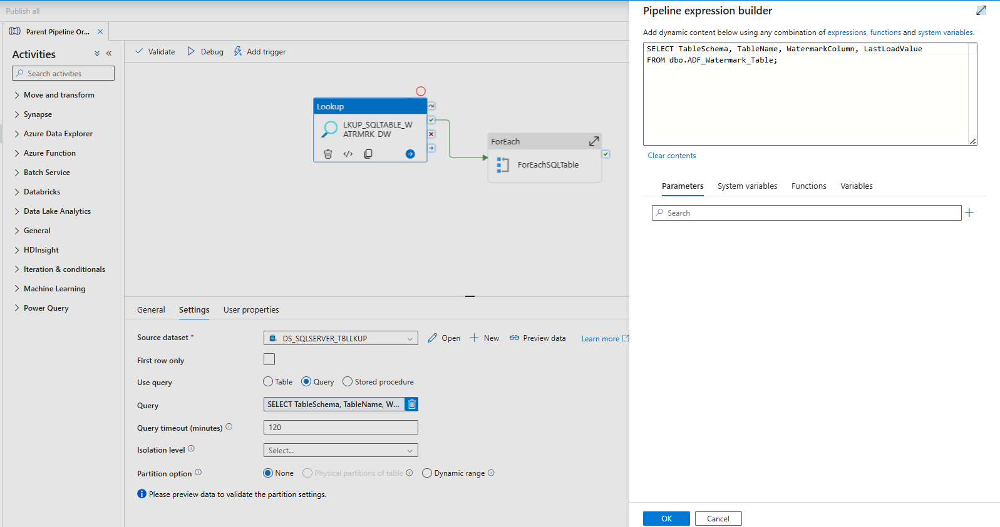 Publish all
Parent Pipeline Or...
Activities
Search activities
Move and transform
Synapse
Azure Data Explorer
Azure Function
Batch Service
Databricks
Data Lake Analytics
General
HDInsight
Iteration & conditionals
Machine Learning
Power Query
Validate
Debug
Add trigger
Lookup
LKUP_SQLTABLE_W
ATRMRK_DW
ForEach
ForEachSQLTable
General
Settings
User properties
Source dataset *
DS_SQLSERVER_TBLLKUP
Open
New
Preview data
Learn more
First row only
Use query
Table
Query
Stored procedure
Query
SELECT TableSchema, TableName, W...
Query timeout (minutes)
120
Isolation level
Select...
Partition option
None
Physical partitions of table
Dynamic range
Please preview data to validate the partition settings.
Pipeline expression builder
Add dynamic content below using any combination of expressions, functions and system variables.
SELECT TableSchema, TableName, WatermarkColumn, LastLoadValue
FROM dbo.ADF_Watermark_Table;
Clear contents
Parameters
System variables
Functions
Variables
Search
OK
Cancel